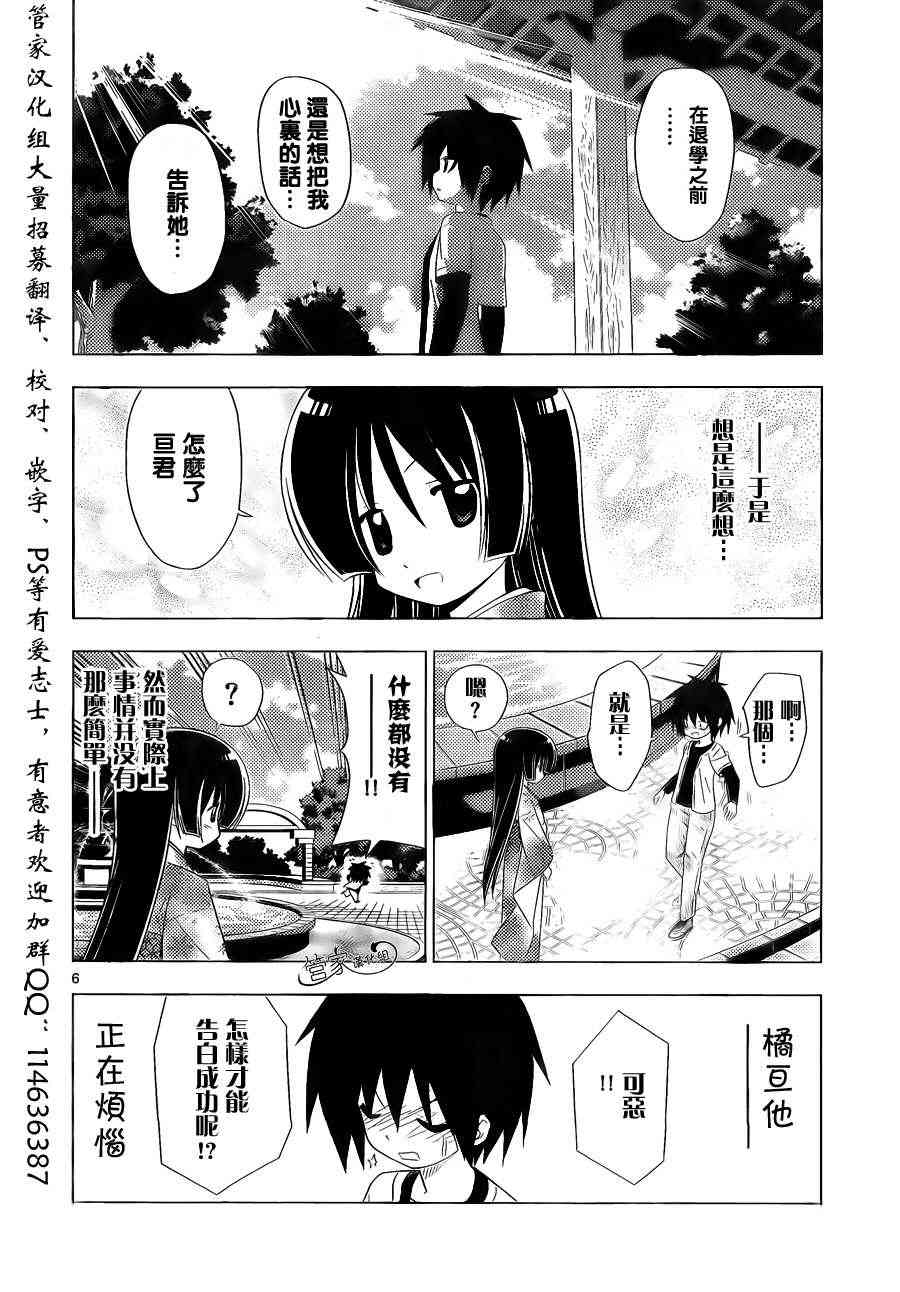 在退學之前
……
還是想把我
心裏的話…
告訴她…
——于是
想是這麼想…
怎麼了
亘君
啊…
那個…
就是…
嗯？
——什麼都没有
!!
？
然而實際上
事情并没有
那麼簡單——
管家
漢化組
6
——橘亘他
可惡
!!
怎樣才能
告白成功呢!?
正在煩惱
管家汉化组大量招募翻译、校对、嵌字、PS等有爱志士，有意者欢迎加群QQ：114636387